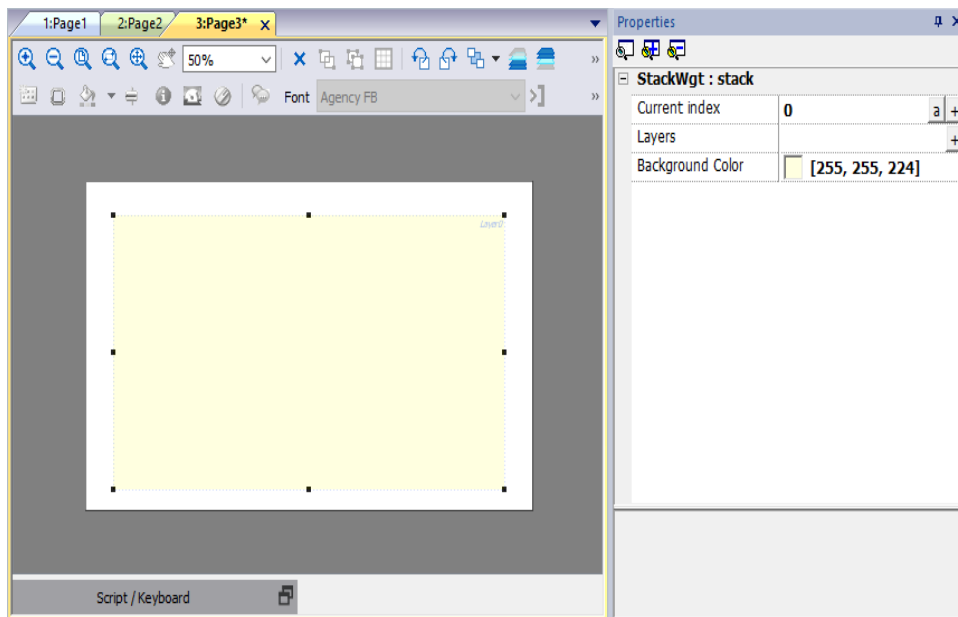 1:Page1 2:Page2 3:Page3* X
Properties
50%
Font Agency FB
StackWgt : stack
Current index 0 a +
Layers +
Background Color [255, 255, 224]
Layer0
Script / Keyboard